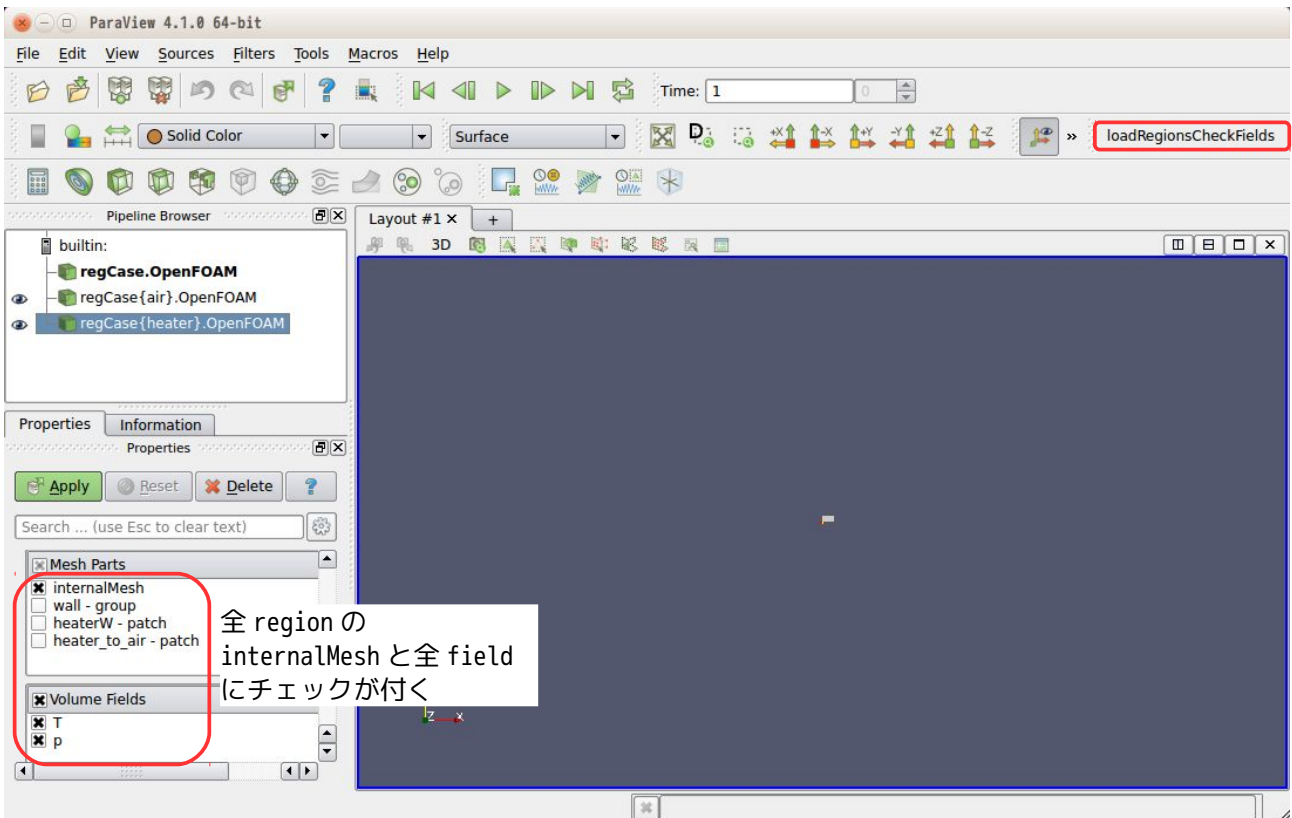 ParaView 4.1.0 64-bit
File Edit View Sources Filters Tools Macros Help
Time: 1 0
Solid Color Surface +X -X +Y -Y +Z -Z » loadRegionsCheckFields
Pipeline Browser
Layout #1 × +
3D
builtin:
regCase.OpenFOAM
regCase{air}.OpenFOAM
regCase{heater}.OpenFOAM
Properties Information
Properties
Apply Reset Delete ?
Search ... (use Esc to clear text)
Mesh Parts
internalMesh
wall - group
heaterW - patch
heater_to_air - patch
全 region の
internalMesh と全 field
にチェックが付く
Volume Fields
T
p
Z X